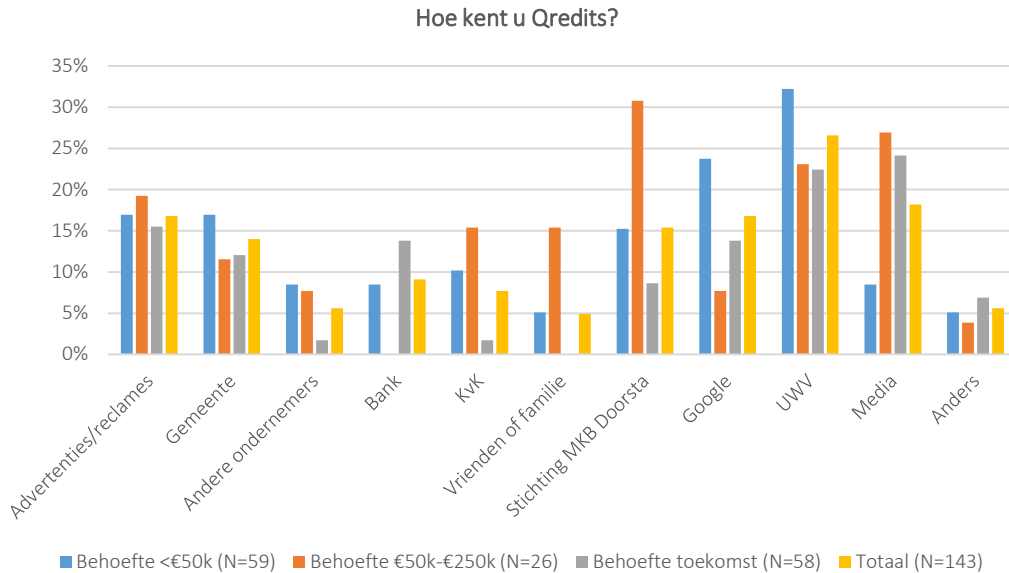 Hoe kent u Qredits?
35%
30%
25%
20%
15%
10%
5%
0%
Advertenties/reclames
Gemeente
Andere ondernemers
Bank
KvK
Vrienden of familie
Stichting MKB Doorsta
Google
UWV
Media
Anders
Behoefte <€50k (N=59) Behoefte €50k-€250k (N=26) Behoefte toekomst (N=58) Totaal (N=143)